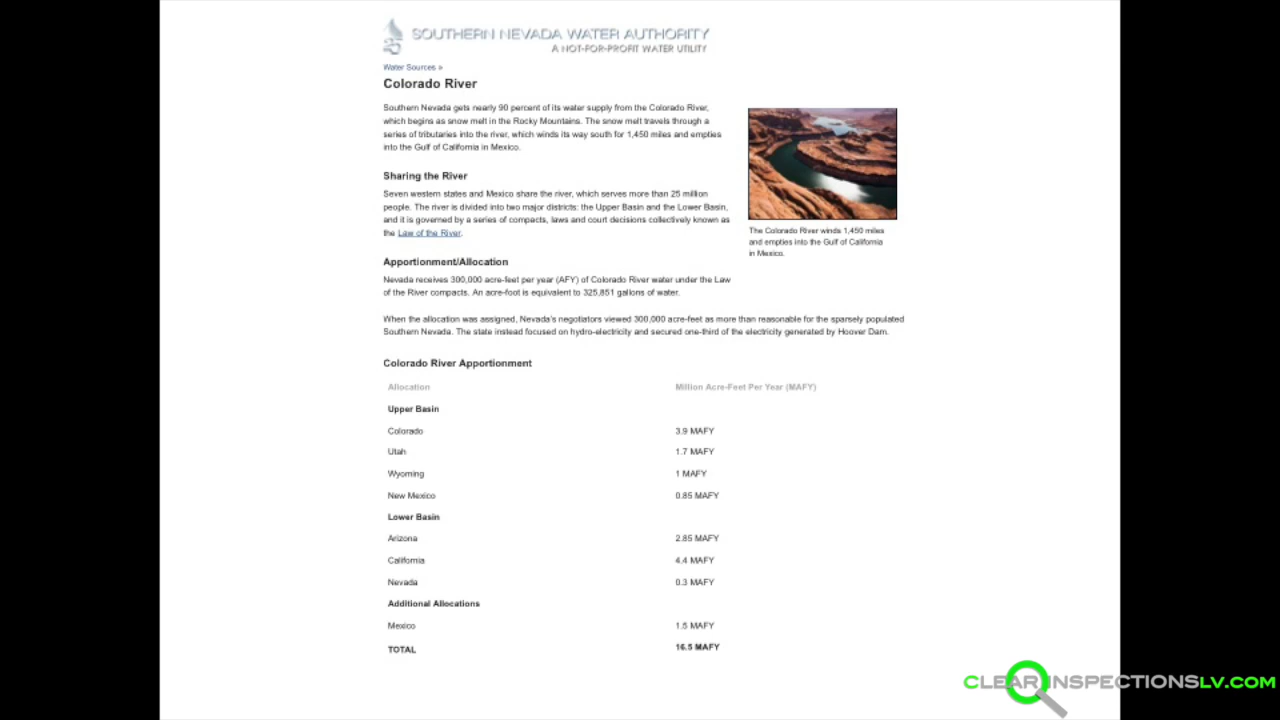 SOUTHERN NEVADA WATER AUTHORITY
25
A NOT-FOR-PROFIT WATER UTILITY
Water Sources »
Colorado River
Southern Nevada gets nearly 90 percent of its water supply from the Colorado River,
which begins as snow melt in the Rocky Mountains. The snow melt travels through a
series of tributaries into the river, which winds its way south for 1,450 miles and empties
into the Gulf of California in Mexico.
The Colorado River winds 1,450 miles
and empties into the Gulf of California
in Mexico.
Sharing the River
Seven western states and Mexico share the river, which serves more than 25 million
people. The river is divided into two major districts: the Upper Basin and the Lower Basin,
and it is governed by a series of compacts, laws and court decisions collectively known as
the Law of the River.
Apportionment/Allocation
Nevada receives 300,000 acre-feet per year (AFY) of Colorado River water under the Law
of the River compacts. An acre-foot is equivalent to 325,851 gallons of water.
When the allocation was assigned, Nevada's negotiators viewed 300,000 acre-feet as more than reasonable for the sparsely populated
Southern Nevada. The state instead focused on hydro-electricity and secured one-third of the electricity generated by Hoover Dam.
Colorado River Apportionment
Allocation Million Acre-Feet Per Year (MAFY)
Upper Basin
Colorado 3.9 MAFY
Utah 1.7 MAFY
Wyoming 1 MAFY
New Mexico 0.85 MAFY
Lower Basin
Arizona 2.85 MAFY
California 4.4 MAFY
Nevada 0.3 MAFY
Additional Allocations
Mexico 1.5 MAFY
TOTAL 16.5 MAFY
CLEARINSPECTIONSLV.COM